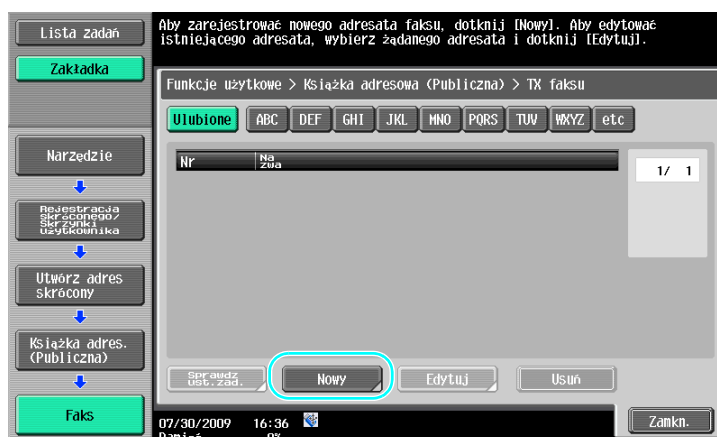 Lista zadań
Zakładka
Aby zarejestrować nowego adresata faksu, dotknij [Nowy]. Aby edytować
istniejącego adresata, wybierz żądanego adresata i dotknij [Edytuj].
Funkcje użytkowe > Książka adresowa (Publiczna) > TX faksu
Ulubione ABC DEF GHI JKL MNO PQRS TUV WXYZ etc
Nr Na
zwa
1/ 1
Narzędzie
Rejestracja
skróconego/
Skrzynki
użytkownika
Utwórz adres
skrócony
Książka adres.
(Publiczna)
Faks
Sprawdz
ust.zad.
Nowy
Edytuj
Usuń
07/30/2009 16:36
Pamięć 0%
Zamkn.